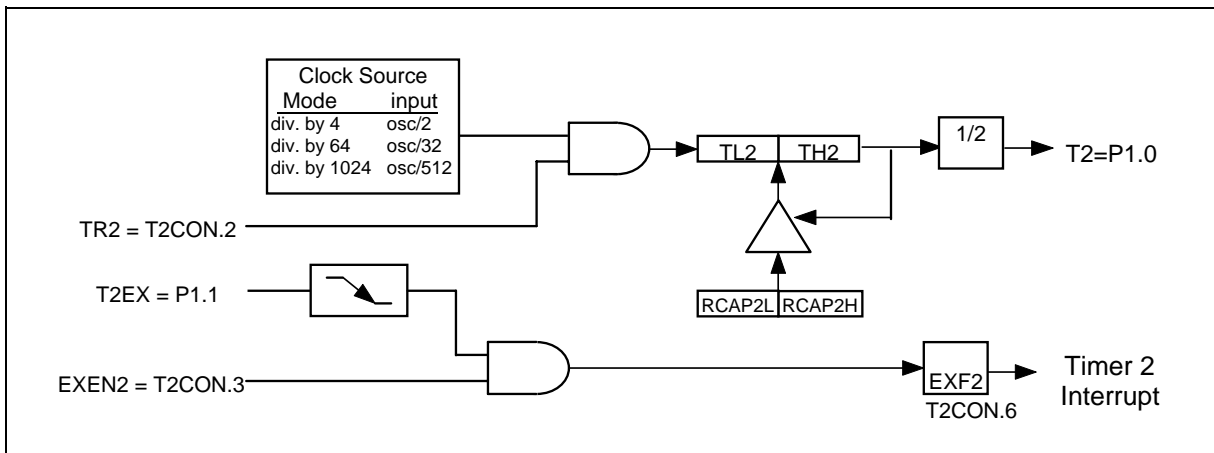 Clock Source
Mode input
div. by 4 osc/2
div. by 64 osc/32
div. by 1024 osc/512
TL2 TH2
1/2
T2=P1.0
TR2 = T2CON.2
T2EX = P1.1
RCAP2L RCAP2H
EXEN2 = T2CON.3
EXF2
T2CON.6
Timer 2
Interrupt